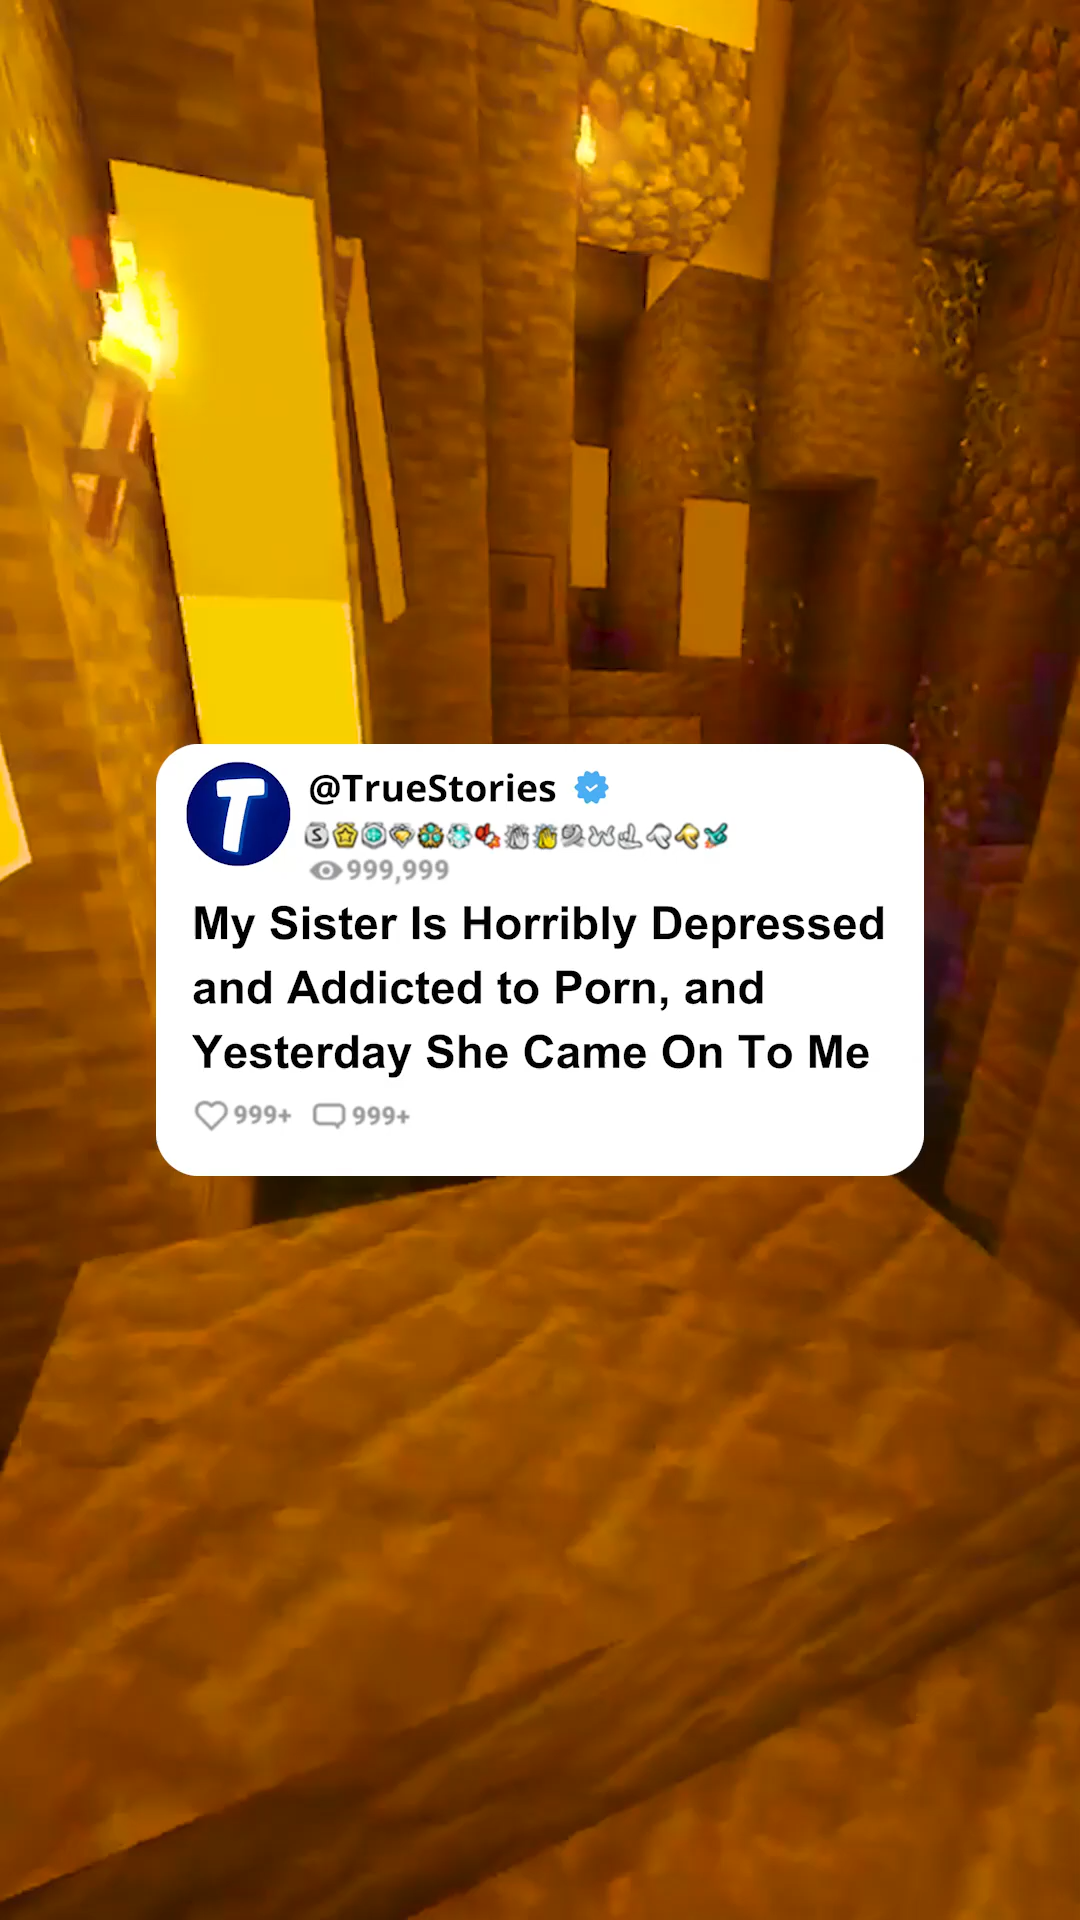 T
@TrueStories
999,999
My Sister Is Horribly Depressed
and Addicted to Porn, and
Yesterday She Came On To Me
999+ 999+